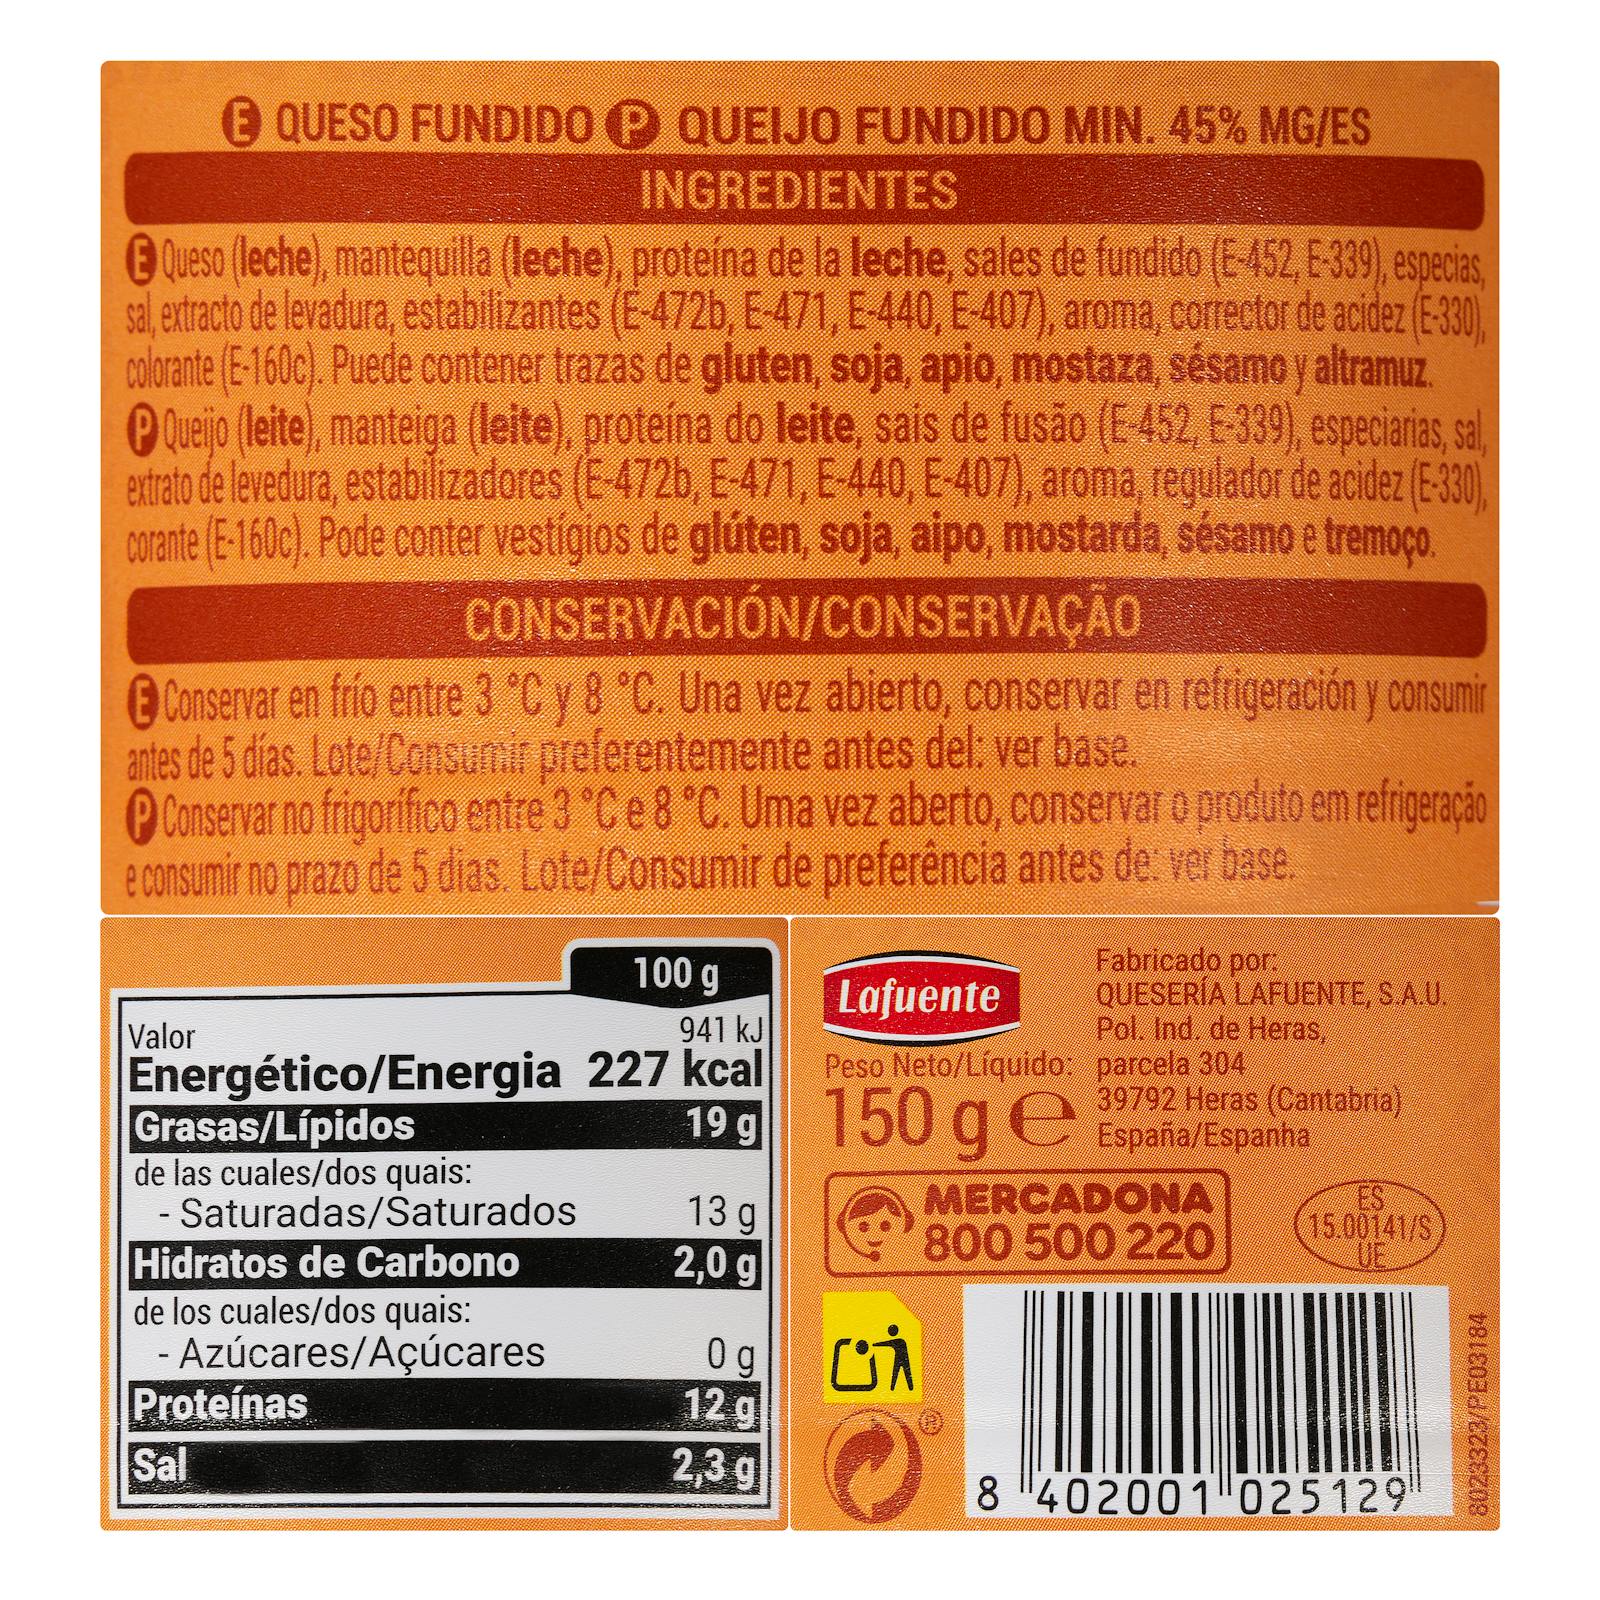 E QUESO FUNDIDO P QUEIJO FUNDIDO MIN. 45% MG/ES
INGREDIENTES
E Queso (leche), mantequilla (leche), proteína de la leche, sales de fundido (E-452, E-339), especias,
sal, extracto de levadura, estabilizantes (E-472b, E-471, E-440, E-407), aroma, corrector de acidez (E-330),
colorante (E-160c). Puede contener trazas de gluten, soja, apio, mostaza, sésamo y altramuz.
P Queijo (leite), manteiga (leite), proteína do leite, sais de fusão (E-452, E-339), especiarias, sal,
extrato de levedura, estabilizadores (E-472b, E-471, E-440, E-407), aroma, regulador de acidez (E-330),
corante (E-160c). Pode conter vestígios de glúten, soja, aipo, mostarda, sésamo e tremoço.
CONSERVACIÓN/CONSERVAÇÃO
E Conservar en frío entre 3 °C y 8 °C. Una vez abierto, conservar en refrigeración y consumir
antes de 5 días. Lote/Consumir preferentemente antes del: ver base.
P Conservar no frigorífico entre 3 °C e 8 °C. Uma vez aberto, conservar o produto em refrigeração
e consumir no prazo de 5 dias. Lote/Consumir de preferência antes de: ver base.
100 g
Valor 941 kJ
Energético/Energia 227 kcal
Grasas/Lípidos 19 g
de las cuales/dos quais:
- Saturadas/Saturados 13 g
Hidratos de Carbono 2,0 g
de los cuales/dos quais:
- Azúcares/Açúcares 0 g
Proteínas 12 g
Sal 2,3 g
Lafuente
Peso Neto/Líquido:
150 g e
Fabricado por:
QUESERÍA LAFUENTE, S.A.U.
Pol. Ind. de Heras,
parcela 304
39792 Heras (Cantabria)
España/Espanha
MERCADONA
800 500 220
ES
15.00141/S
UE
®
8 402001 025129
8023323/PE03184